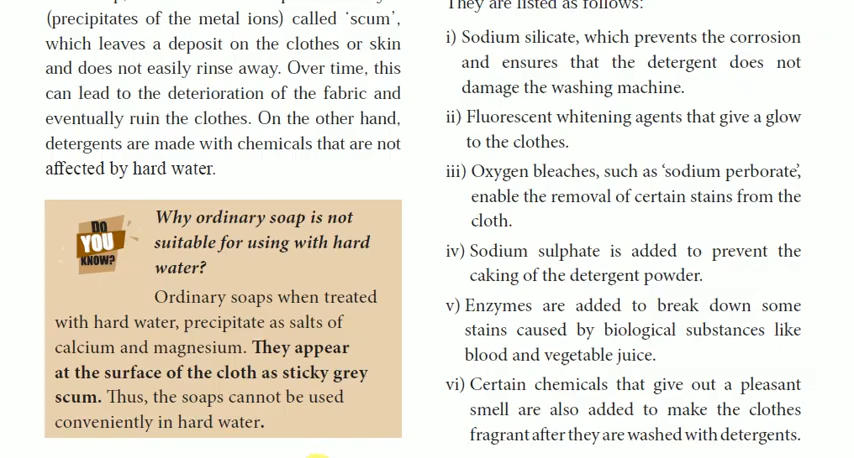 (precipitates of the metal ions) called ‘scum’,
which leaves a deposit on the clothes or skin
and does not easily rinse away. Over time, this
can lead to the deterioration of the fabric and
eventually ruin the clothes. On the other hand,
detergents are made with chemicals that are not
affected by hard water.
DO
YOU
KNOW?
Why ordinary soap is not
suitable for using with hard
water?
Ordinary soaps when treated
with hard water, precipitate as salts of
calcium and magnesium. They appear
at the surface of the cloth as sticky grey
scum. Thus, the soaps cannot be used
conveniently in hard water.
They are listed as follows:
i) Sodium silicate, which prevents the corrosion
and ensures that the detergent does not
damage the washing machine.
ii) Fluorescent whitening agents that give a glow
to the clothes.
iii) Oxygen bleaches, such as ‘sodium perborate’,
enable the removal of certain stains from the
cloth.
iv) Sodium sulphate is added to prevent the
caking of the detergent powder.
v) Enzymes are added to break down some
stains caused by biological substances like
blood and vegetable juice.
vi) Certain chemicals that give out a pleasant
smell are also added to make the clothes
fragrant after they are washed with detergents.